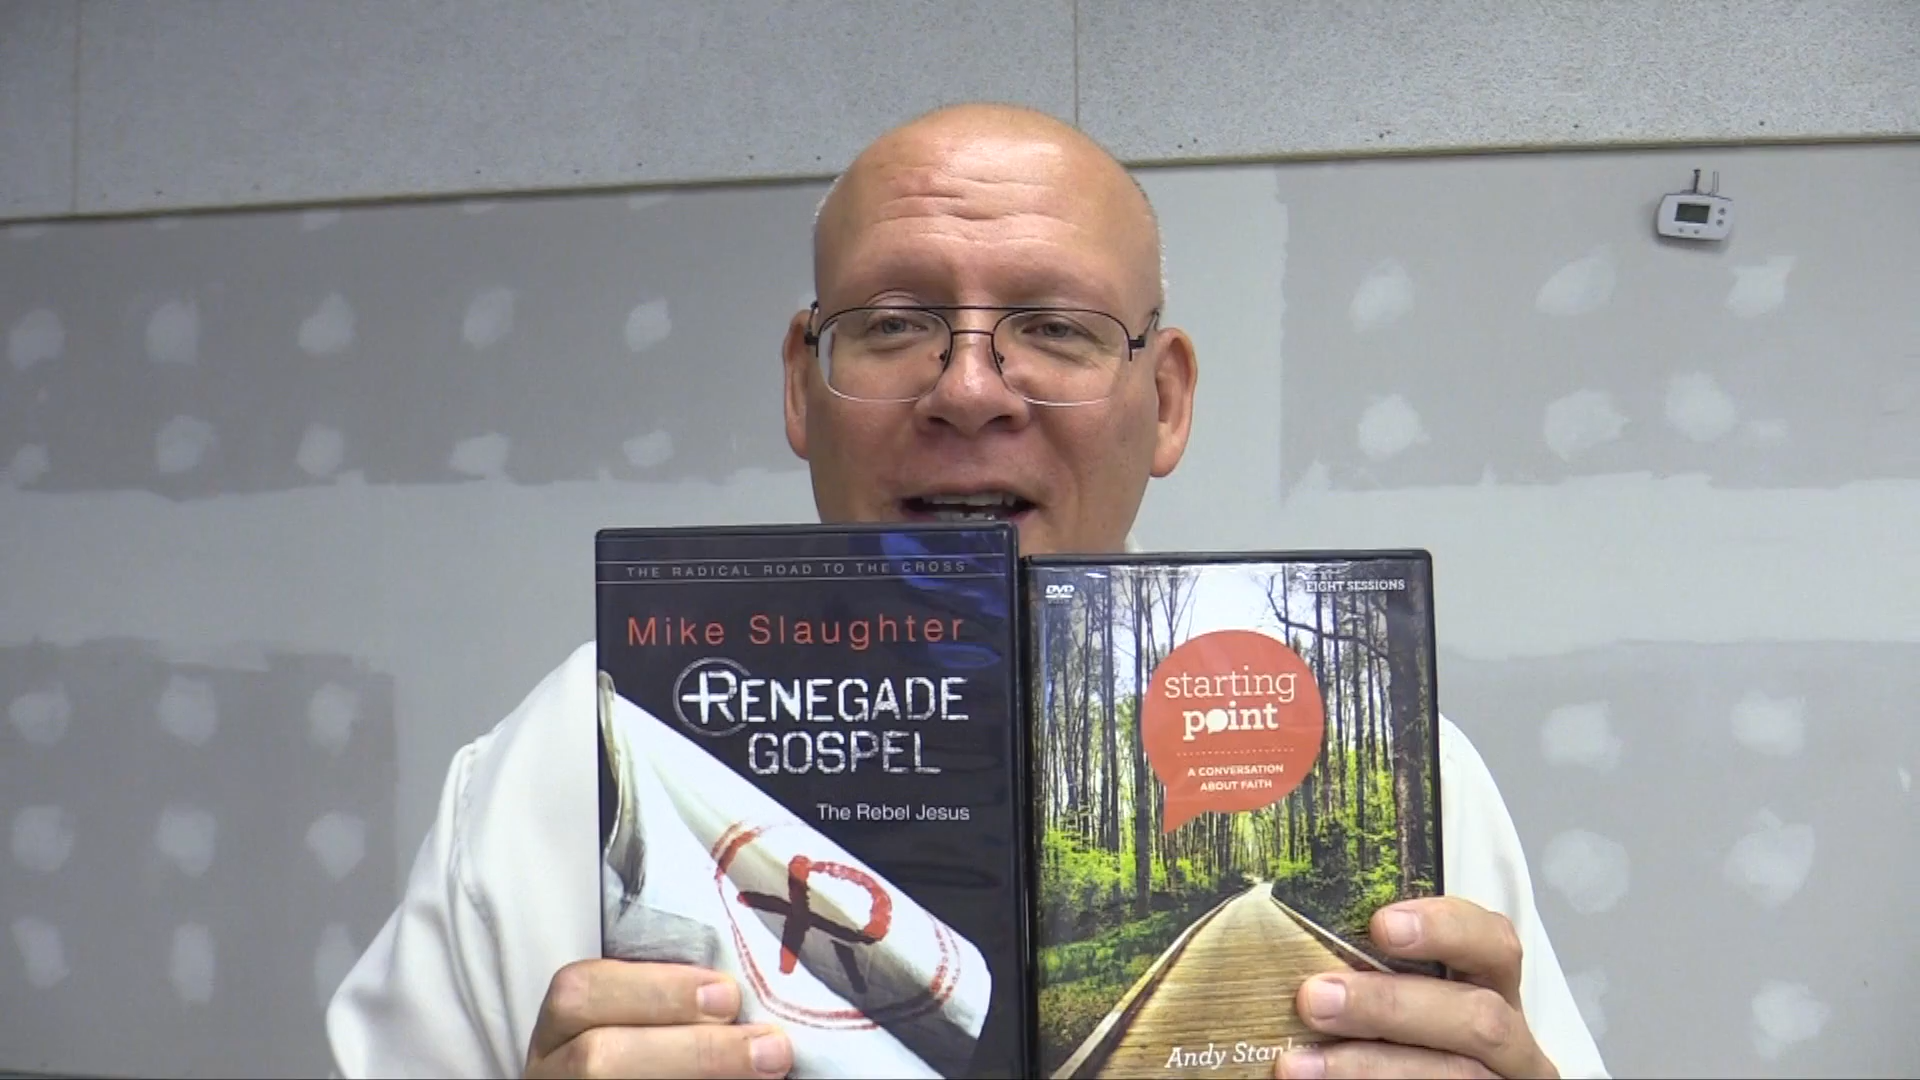 THE RADICAL ROAD TO THE CROSS
Mike Slaughter
RENEGADE
GOSPEL
The Rebel Jesus
DVD
EIGHT SESSIONS
starting
point
A CONVERSATION
ABOUT FAITH
Andy